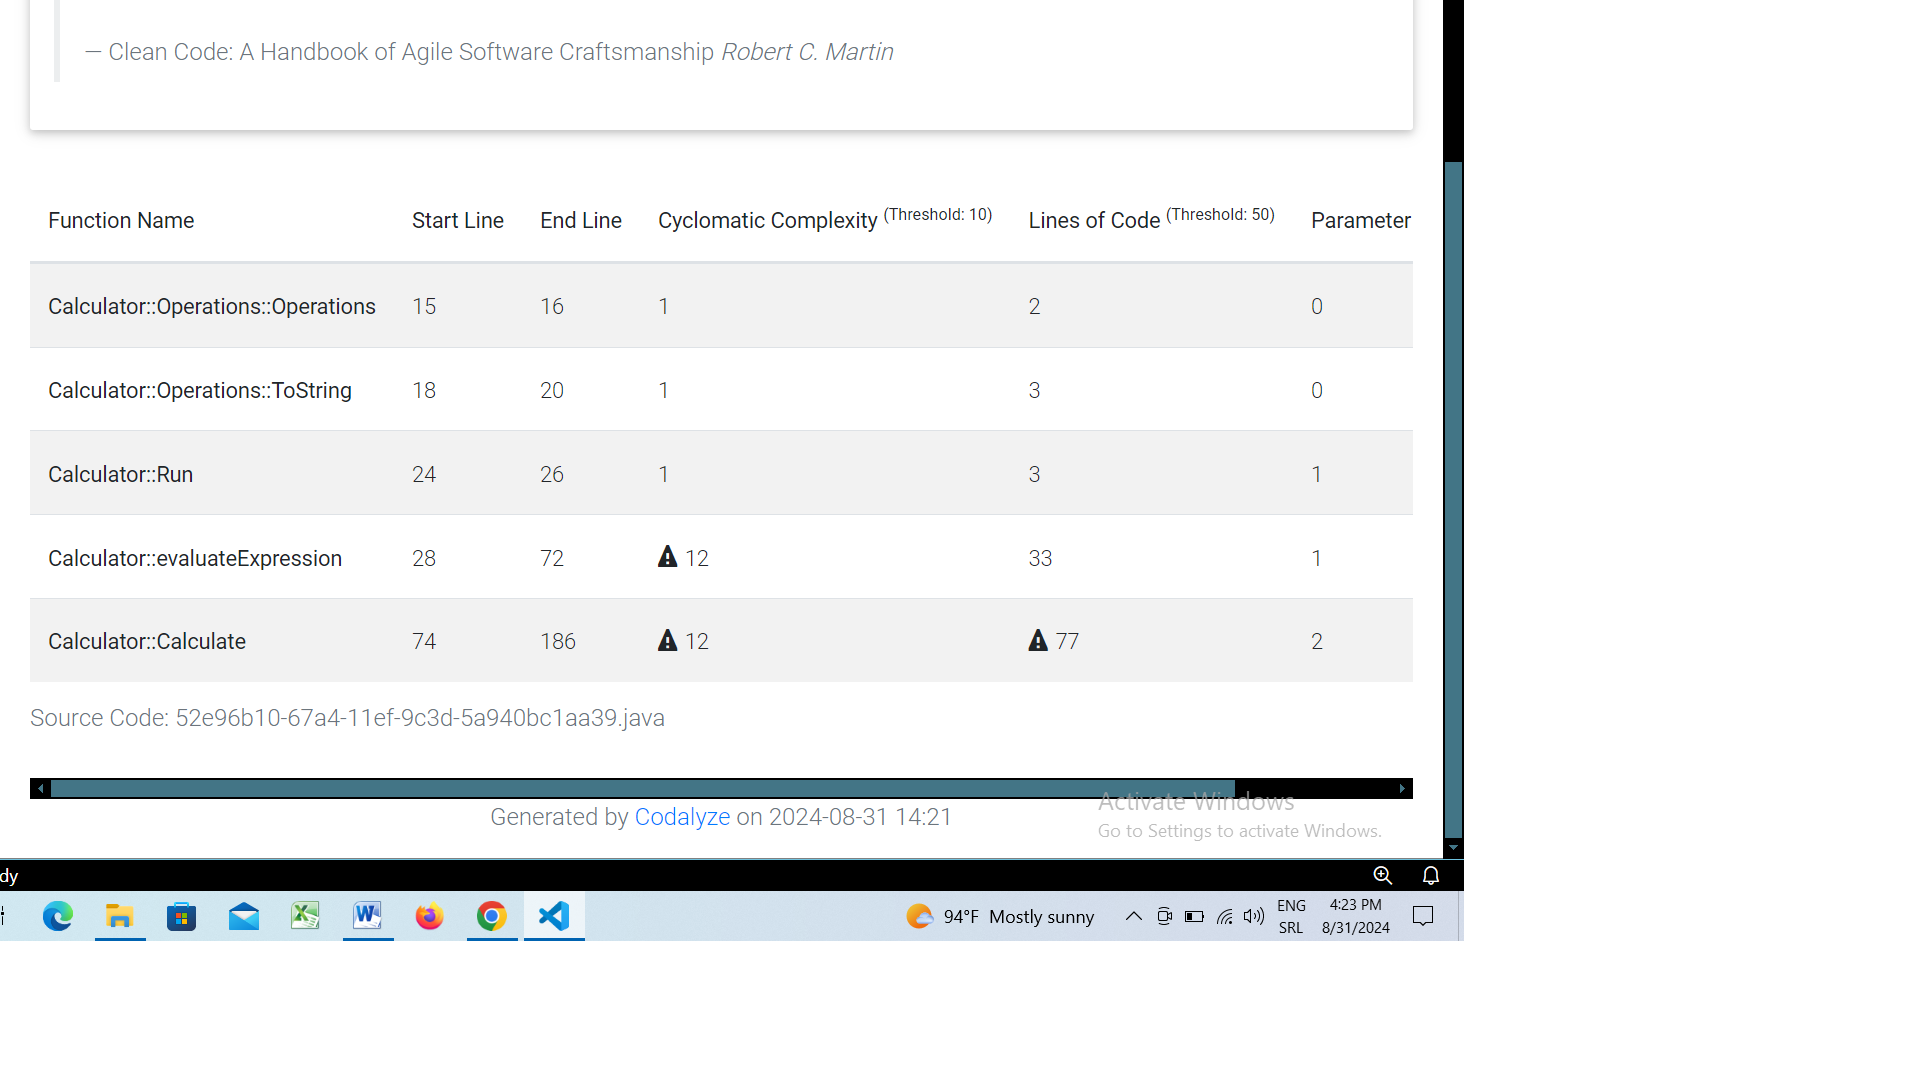 — Clean Code: A Handbook of Agile Software Craftsmanship Robert C. Martin
Function Name Start Line End Line Cyclomatic Complexity (Threshold: 10) Lines of Code (Threshold: 50) Parameter
Calculator::Operations::Operations 15 16 1 2 0
Calculator::Operations::ToString 18 20 1 3 0
Calculator::Run 24 26 1 3 1
Calculator::evaluateExpression 28 72 12 33 1
Calculator::Calculate 74 186 12 77 2
Source Code: 52e96b10-67a4-11ef-9c3d-5a940bc1aa39.java
Generated by Codalyze on 2024-08-31 14:21
Activate Windows
Go to Settings to activate Windows.
dy
94°F Mostly sunny
ENG
SRL
4:23 PM
8/31/2024